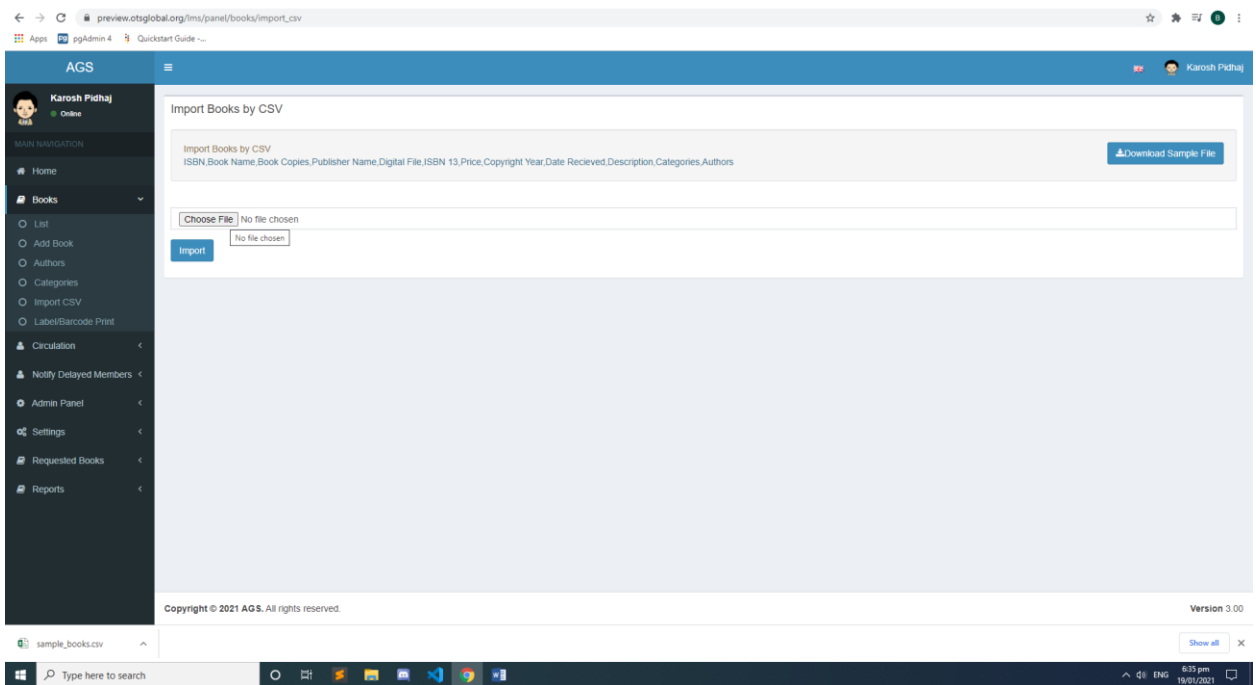 preview.otsglobal.org/lms/panel/books/import_csv
B
Apps
Pg
pgAdmin 4
Quickstart Guide -...
AGS
Karosh Pidhaj
Karosh Pidhaj
Online
MAIN NAVIGATION
Home
Books
List
Add Book
Authors
Categories
Import CSV
Label/Barcode Print
Circulation
Notify Delayed Members
Admin Panel
Settings
Requested Books
Reports
Import Books by CSV
Import Books by CSV
ISBN,Book Name,Book Copies,Publisher Name,Digital File,ISBN 13,Price,Copyright Year,Date Recieved,Description,Categories,Authors
Download Sample File
Choose File No file chosen
No file chosen
Import
Copyright © 2021 AGS. All rights reserved.
Version 3.00
sample_books.csv
Show all
Type here to search
ENG
6:35 pm
19/01/2021